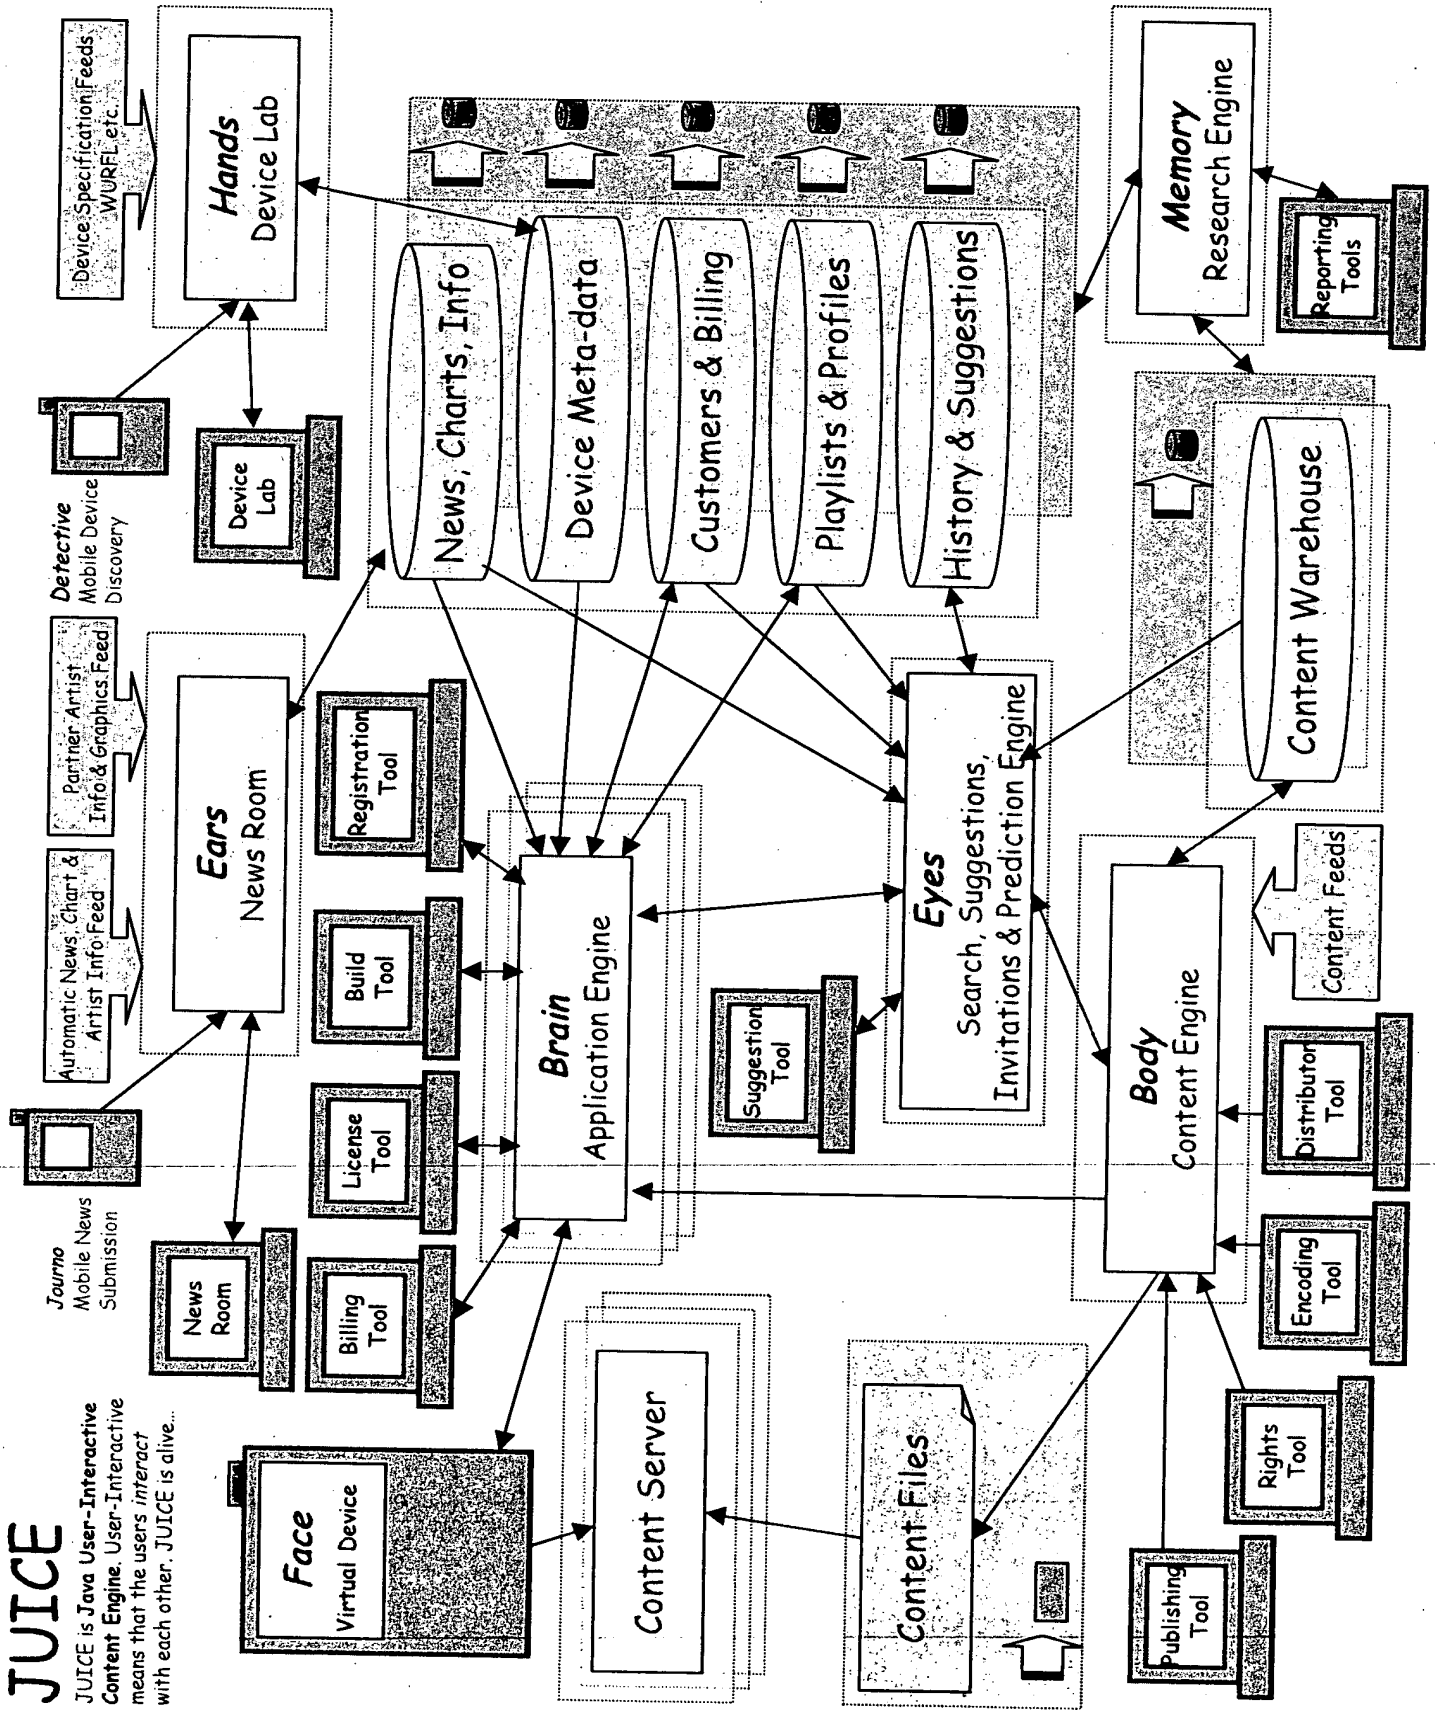 JUICE
JUICE is Java User-Interactive
Content Engine. User-Interactive
means that the users interact
with each other. JUICE is alive...
Journo
Mobile News
Submission
Automatic News, Chart &
Artist Info Feed
Partner Artist
Info & Graphics Feed
Detective
Mobile Device
Discovery
Device Specification Feeds
WURFL etc.
News
Room
Ears
News Room
Device
Lab
Hands
Device Lab
Billing
Tool
License
Tool
Build
Tool
Registration
Tool
Face
Virtual Device
Brain
Application Engine
News, Charts, Info
Device Meta-data
Customers & Billing
Playlists & Profiles
History & Suggestions
Content Server
Suggestion
Tool
Eyes
Search, Suggestions,
Invitations & Prediction Engine
Content Files
Body
Content Engine
Content Warehouse
Memory
Research Engine
Publishing
Tool
Rights
Tool
Encoding
Tool
Distributor
Tool
Content Feeds
Reporting
Tools